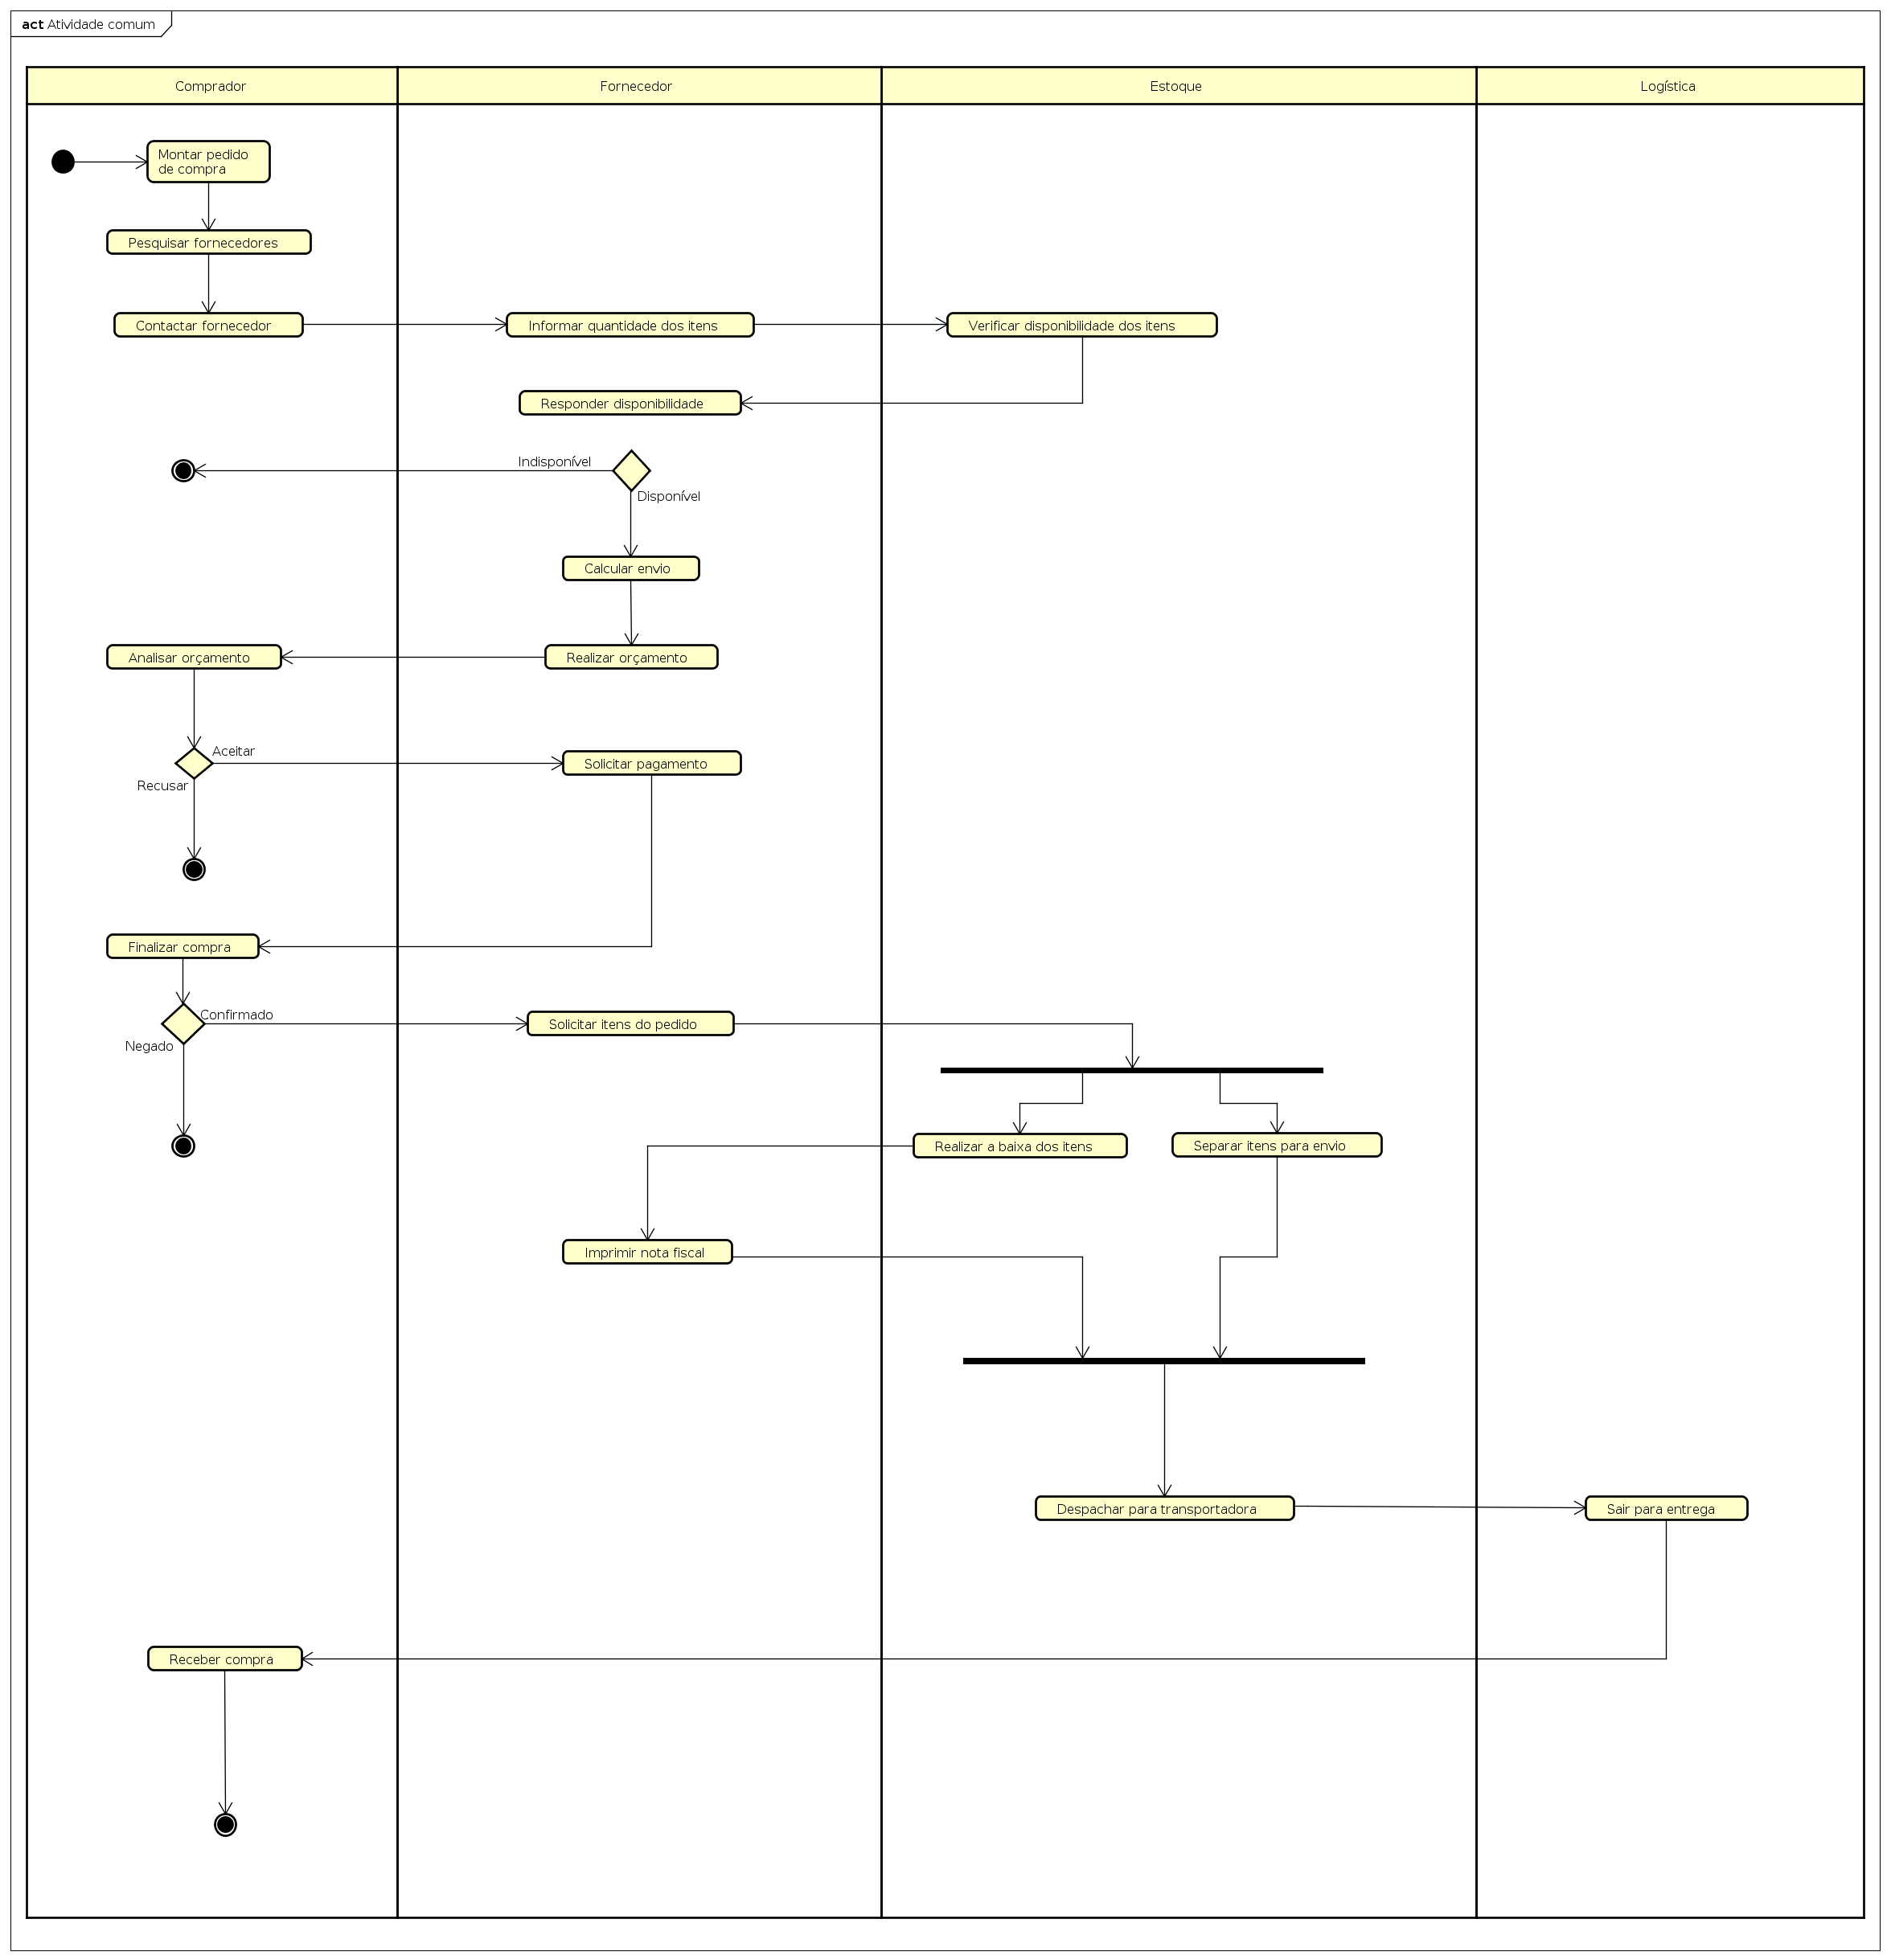 act Atividade comum
Comprador
Fornecedor
Estoque
Logística
Montar pedido
de compra
Pesquisar fornecedores
Contactar fornecedor
Informar quantidade dos itens
Verificar disponibilidade dos itens
Responder disponibilidade
Indisponível
Disponível
Calcular envio
Analisar orçamento
Realizar orçamento
Aceitar
Solicitar pagamento
Recusar
Finalizar compra
Confirmado
Solicitar itens do pedido
Negado
Realizar a baixa dos itens
Separar itens para envio
Imprimir nota fiscal
Despachar para transportadora
Sair para entrega
Receber compra